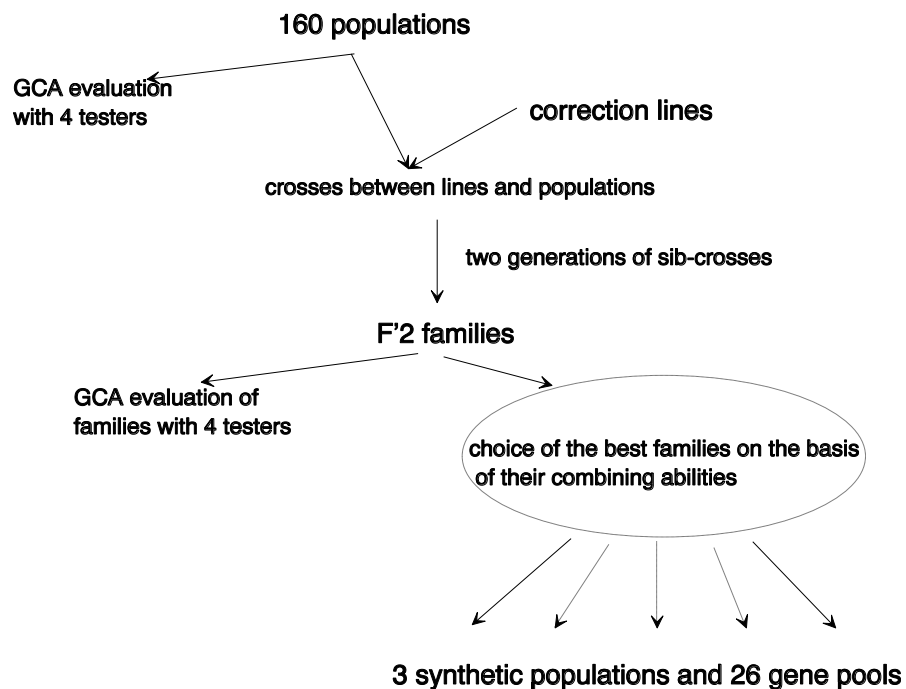 160 populations
GCA evaluation
with 4 testers
correction lines
crosses between lines and populations
two generations of sib-crosses
F'2 families
GCA evaluation of
families with 4 testers
choice of the best families on the basis
of their combining abilities
3 synthetic populations and 26 gene pools